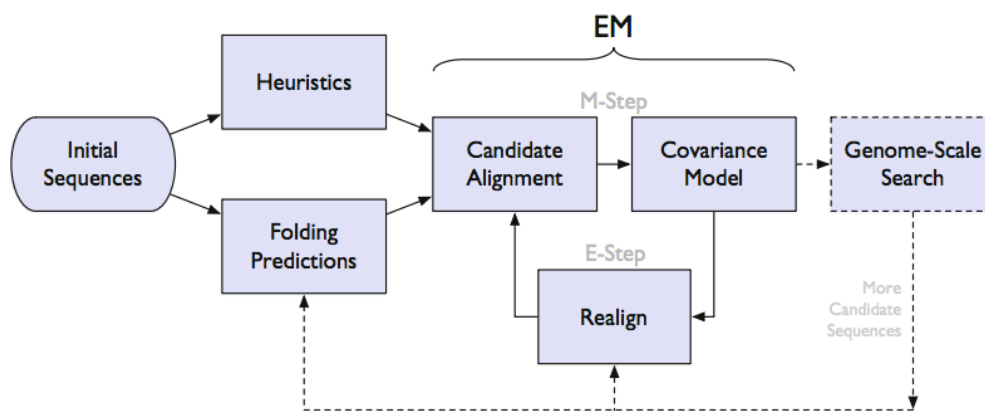 EM
Heuristics
M-Step
Initial
Sequences
Candidate
Alignment
Covariance
Model
Genome-Scale
Search
Folding
Predictions
E-Step
Realign
More
Candidate
Sequences